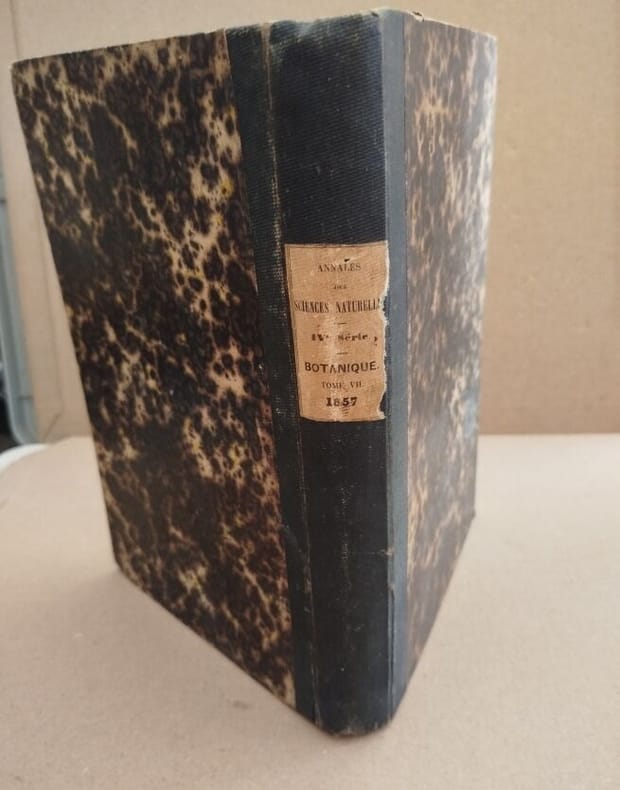 ANNALES
DES
SCIENCES NATURELLE
IVe Série,
BOTANIQUE.
TOME VII.
1857